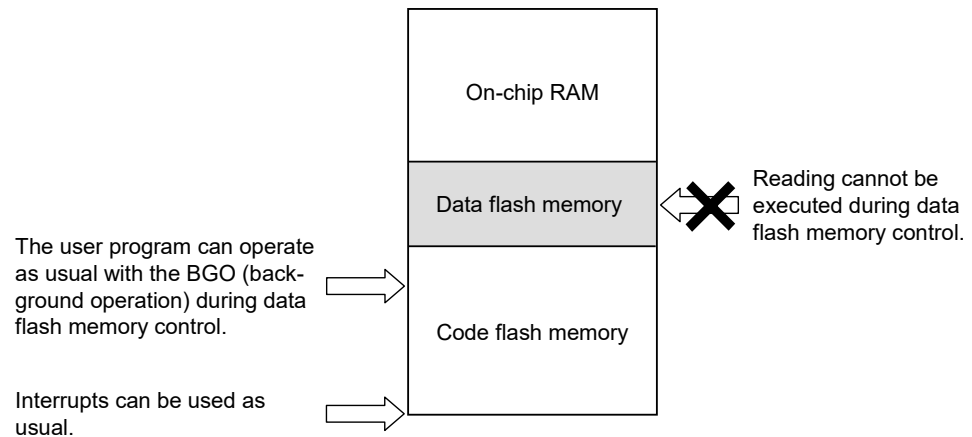 On-chip RAM
Data flash memory
Reading cannot be
executed during data
flash memory control.
The user program can operate
as usual with the BGO (back-
ground operation) during data
flash memory control.
Code flash memory
Interrupts can be used as
usual.